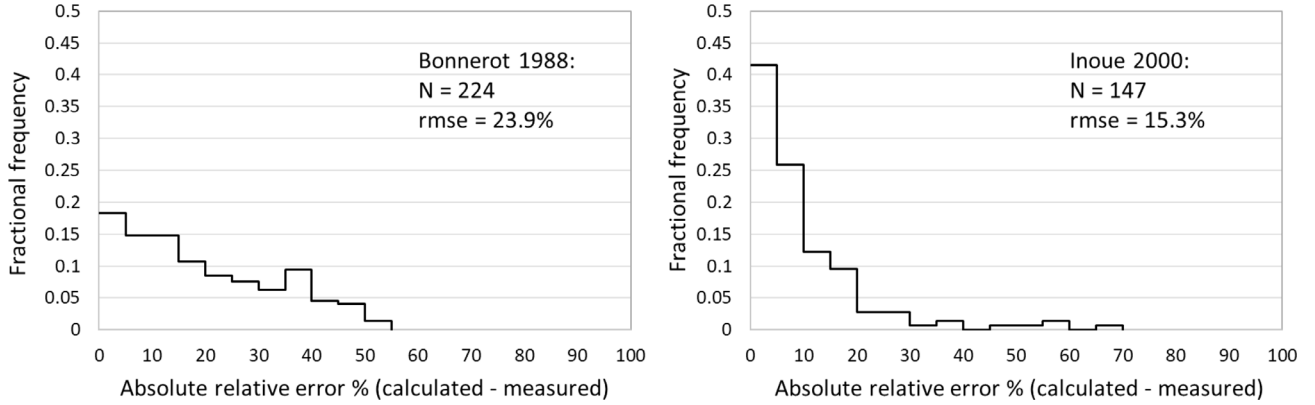 0.5
0.45
0.4
0.35
0.3
0.25
0.2
0.15
0.1
0.05
0
Fractional frequency
Bonnerot 1988:
N = 224
rmse = 23.9%
0 10 20 30 40 50 60 70 80 90 100
Absolute relative error % (calculated - measured)
0.5
0.45
0.4
0.35
0.3
0.25
0.2
0.15
0.1
0.05
0
Fractional frequency
Inoue 2000:
N = 147
rmse = 15.3%
0 10 20 30 40 50 60 70 80 90 100
Absolute relative error % (calculated - measured)